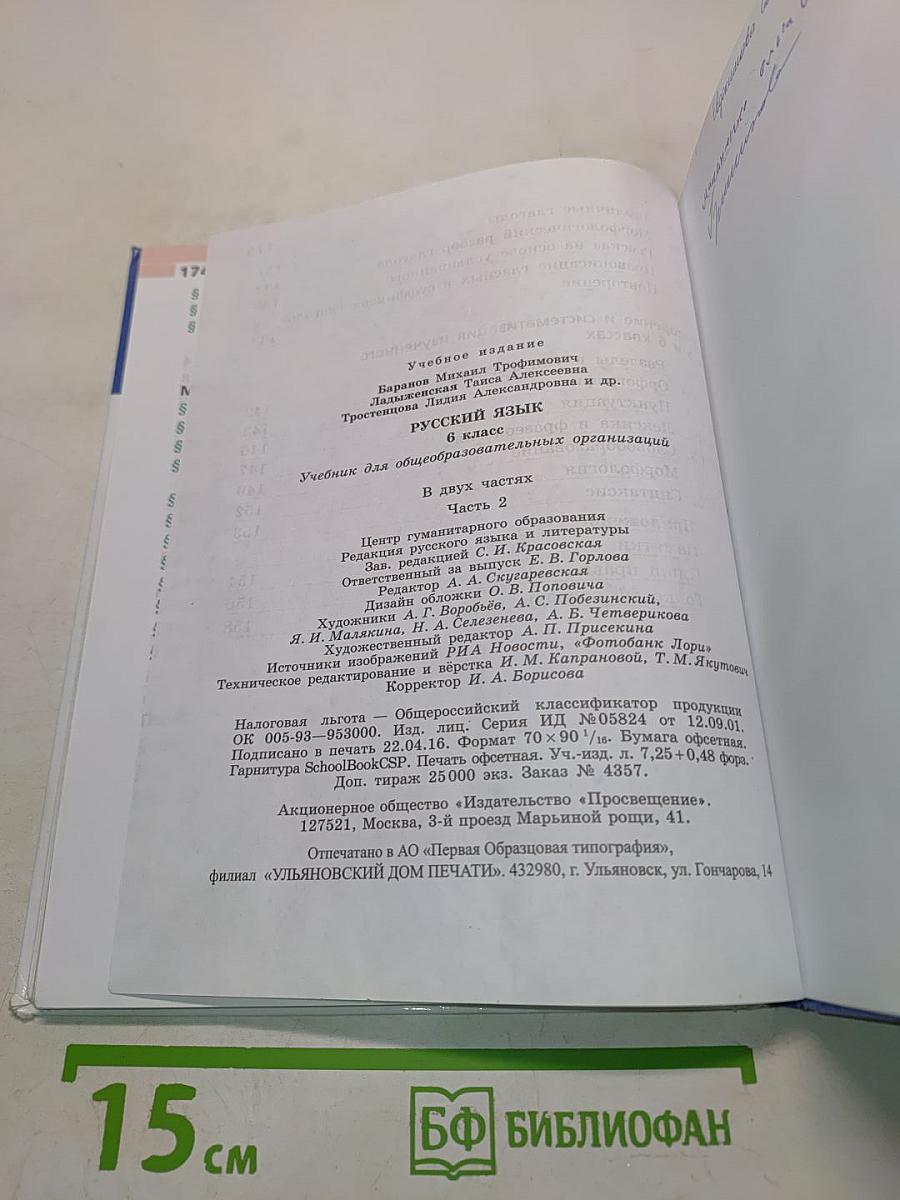 174
§
§
§
М
§
§
§
§
§
§
Учебное издание
Баранов Михаил Трофимович
Ладыженская Таиса Алексеевна
Тростенцова Лидия Александровна и др.
РУССКИЙ ЯЗЫК
6 класс
Учебник для общеобразовательных организаций
В двух частях
Часть 2
Центр гуманитарного образования
Редакция русского языка и литературы
Зав. редакцией С. И. Красовская
Ответственный за выпуск Е. В. Горлова
Редактор А. А. Скугаревская
Дизайн обложки О. В. Поповича
Художники А. Г. Воробьёв, А. С. Побезинский,
Я. И. Малякина, Н. А. Селезенева, А. Б. Четверикова
Художественный редактор А. П. Присекина
Источники изображений РИА Новости, «Фотобанк Лори»
Техническое редактирование и вёрстка И. М. Капрановой, Т. М. Якутович
Корректор И. А. Борисова
Налоговая льгота — Общероссийский классификатор продукции
ОК 005-93—953000. Изд. лиц. Серия ИД №05824 от 12.09.01.
Подписано в печать 22.04.16. Формат 70×90 1/16. Бумага офсетная.
Гарнитура SchoolBookCSP. Печать офсетная. Уч.-изд. л. 7,25+0,48 форз.
Доп. тираж 25000 экз. Заказ № 4357.
Акционерное общество «Издательство «Просвещение».
127521, Москва, 3-й проезд Марьиной рощи, 41.
Отпечатано в АО «Первая Образцовая типография»,
филиал «УЛЬЯНОВСКИЙ ДОМ ПЕЧАТИ». 432980, г. Ульяновск, ул. Гончарова, 14
15 см
БФ БИБЛИОФАН